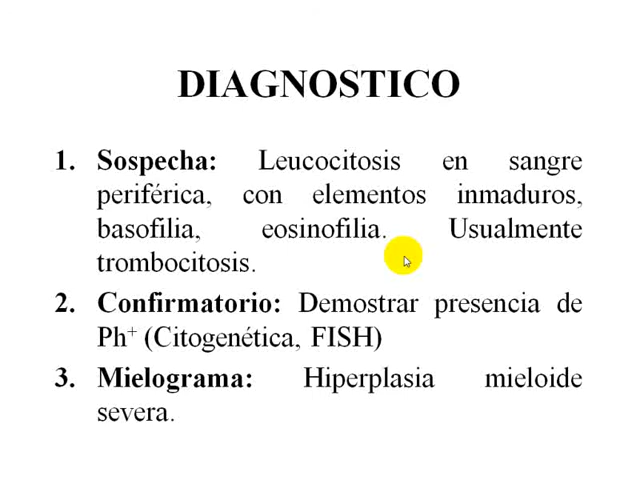 DIAGNOSTICO
1. Sospecha: Leucocitosis en sangre
periférica, con elementos inmaduros,
basofilia, eosinofilia. Usualmente
trombocitosis.
2. Confirmatorio: Demostrar presencia de
Ph⁺ (Citogenética, FISH)
3. Mielograma: Hiperplasia mieloide
severa.